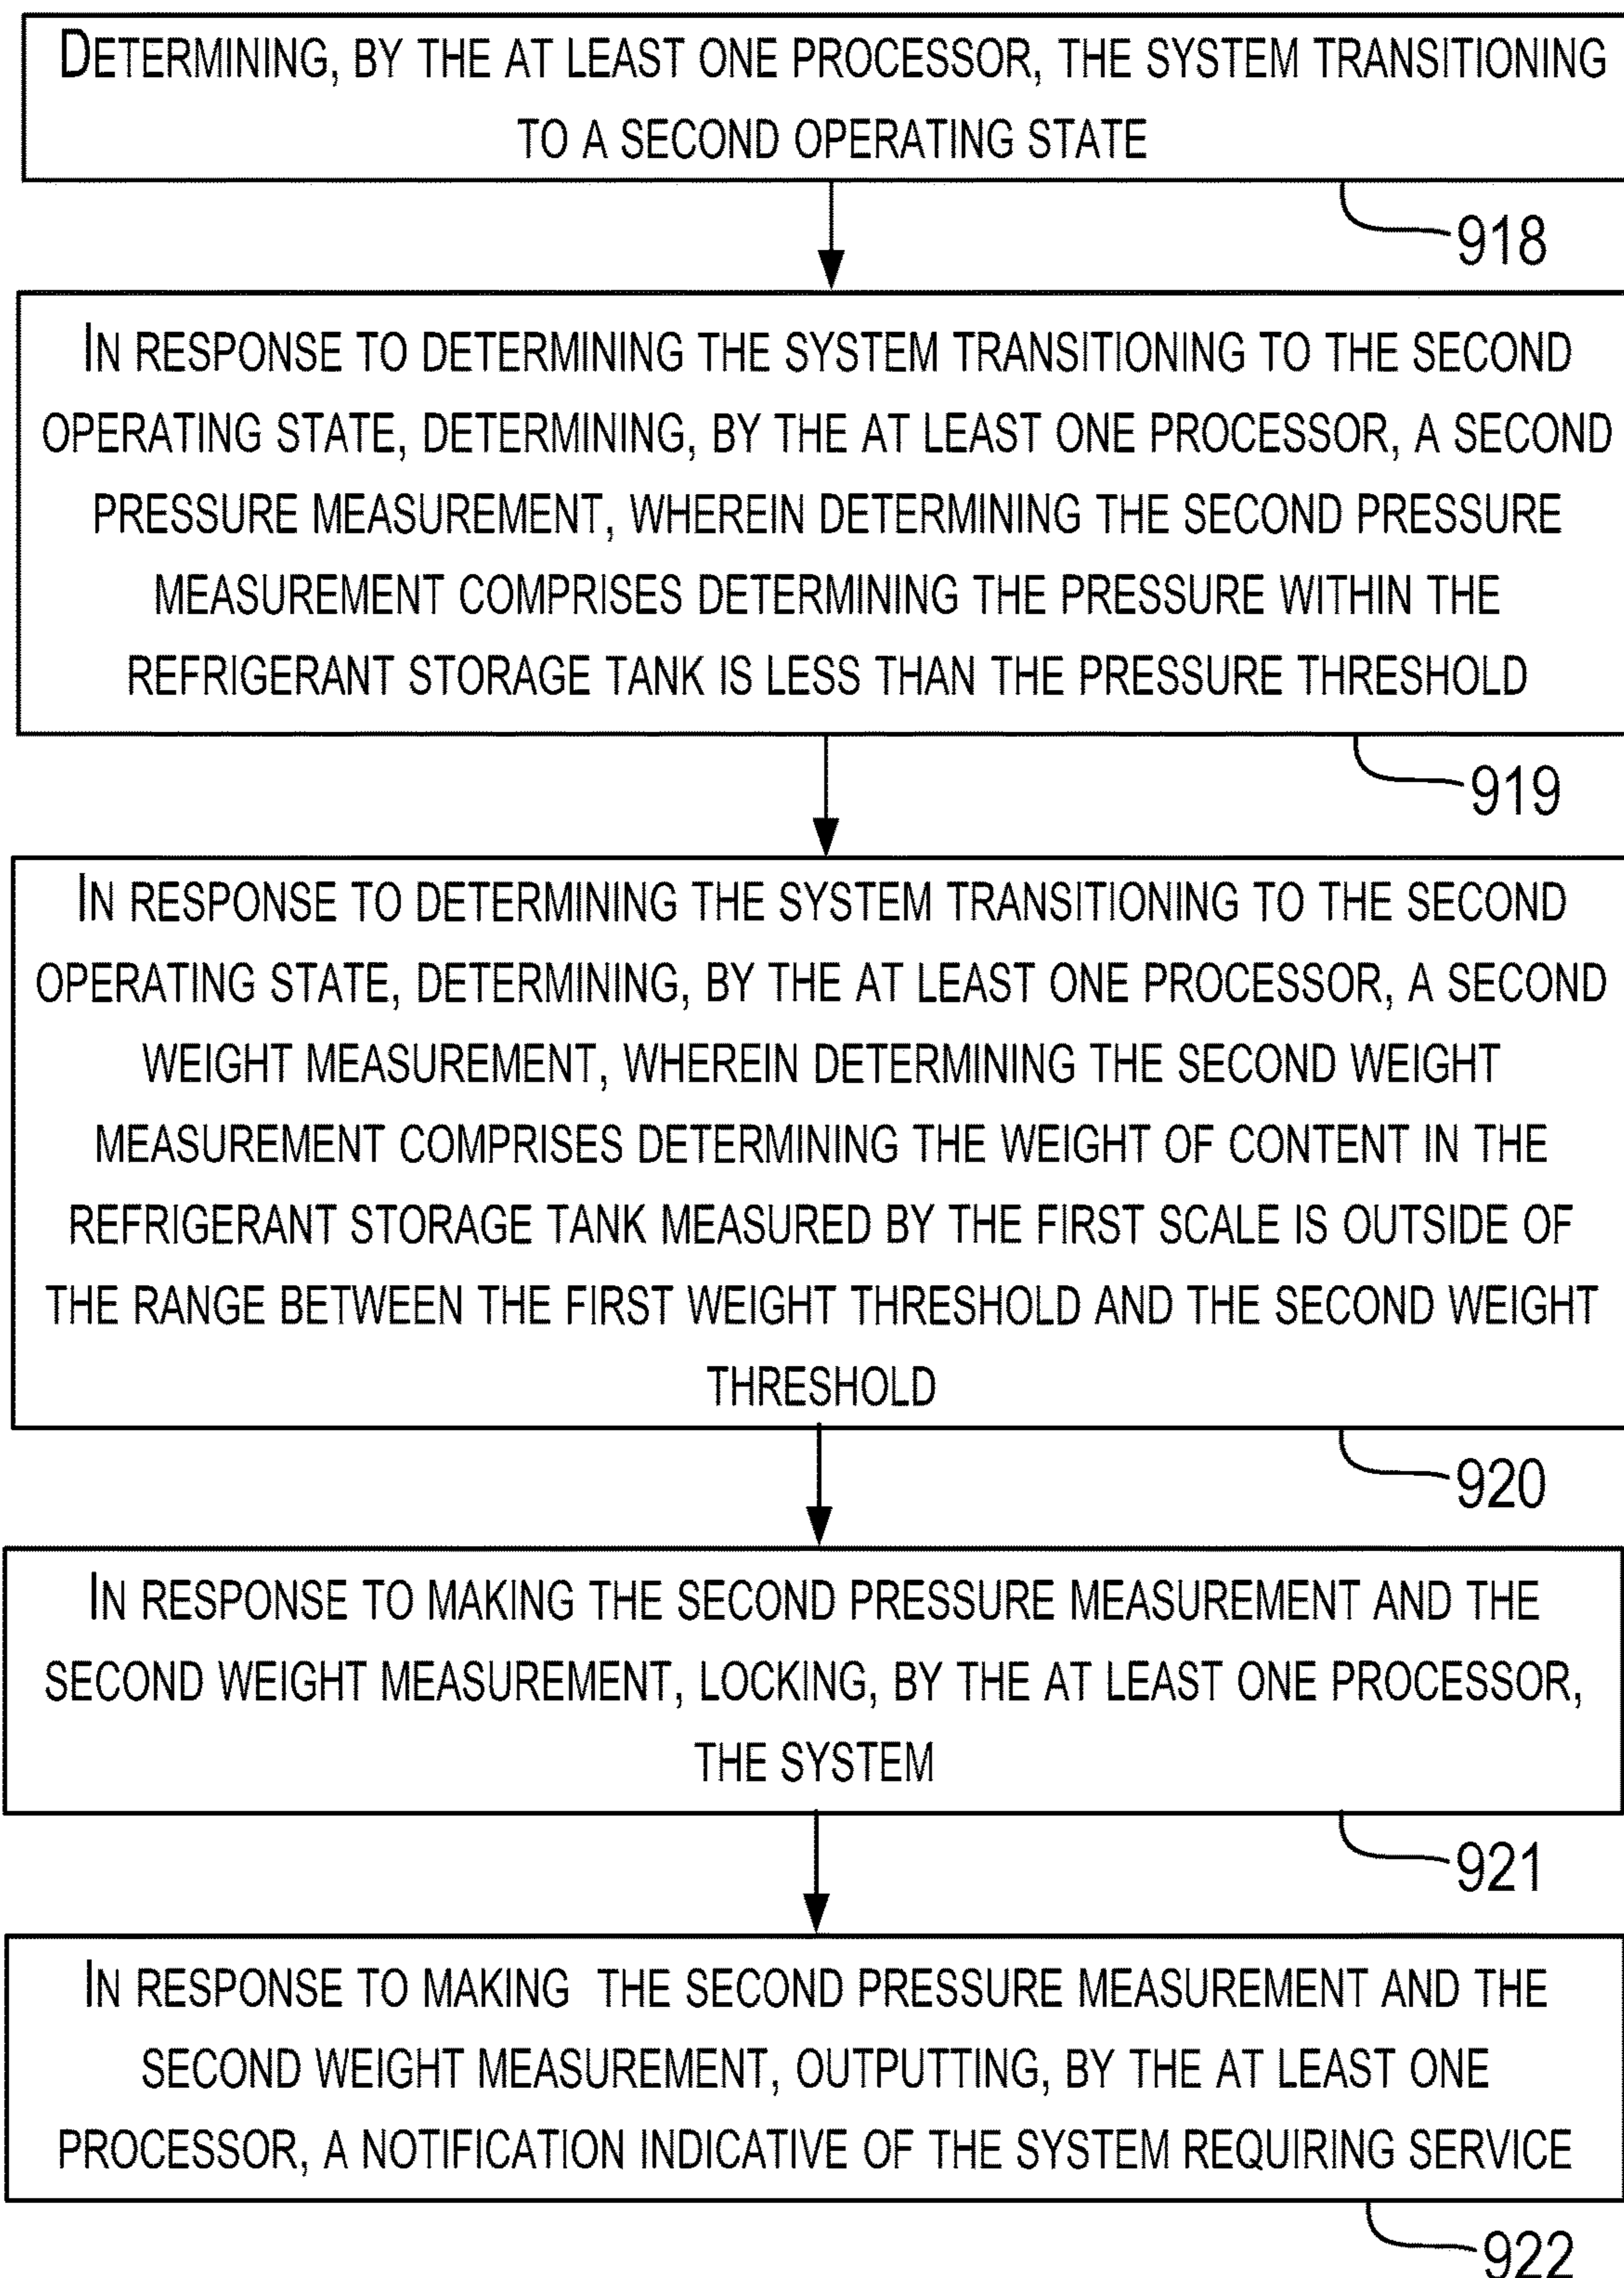 DETERMINING, BY THE AT LEAST ONE PROCESSOR, THE SYSTEM TRANSITIONING
TO A SECOND OPERATING STATE
918
IN RESPONSE TO DETERMINING THE SYSTEM TRANSITIONING TO THE SECOND
OPERATING STATE, DETERMINING, BY THE AT LEAST ONE PROCESSOR, A SECOND
PRESSURE MEASUREMENT, WHEREIN DETERMINING THE SECOND PRESSURE
MEASUREMENT COMPRISES DETERMINING THE PRESSURE WITHIN THE
REFRIGERANT STORAGE TANK IS LESS THAN THE PRESSURE THRESHOLD
919
IN RESPONSE TO DETERMINING THE SYSTEM TRANSITIONING TO THE SECOND
OPERATING STATE, DETERMINING, BY THE AT LEAST ONE PROCESSOR, A SECOND
WEIGHT MEASUREMENT, WHEREIN DETERMINING THE SECOND WEIGHT
MEASUREMENT COMPRISES DETERMINING THE WEIGHT OF CONTENT IN THE
REFRIGERANT STORAGE TANK MEASURED BY THE FIRST SCALE IS OUTSIDE OF
THE RANGE BETWEEN THE FIRST WEIGHT THRESHOLD AND THE SECOND WEIGHT
THRESHOLD
920
IN RESPONSE TO MAKING THE SECOND PRESSURE MEASUREMENT AND THE
SECOND WEIGHT MEASUREMENT, LOCKING, BY THE AT LEAST ONE PROCESSOR,
THE SYSTEM
921
IN RESPONSE TO MAKING THE SECOND PRESSURE MEASUREMENT AND THE
SECOND WEIGHT MEASUREMENT, OUTPUTTING, BY THE AT LEAST ONE
PROCESSOR, A NOTIFICATION INDICATIVE OF THE SYSTEM REQUIRING SERVICE
922